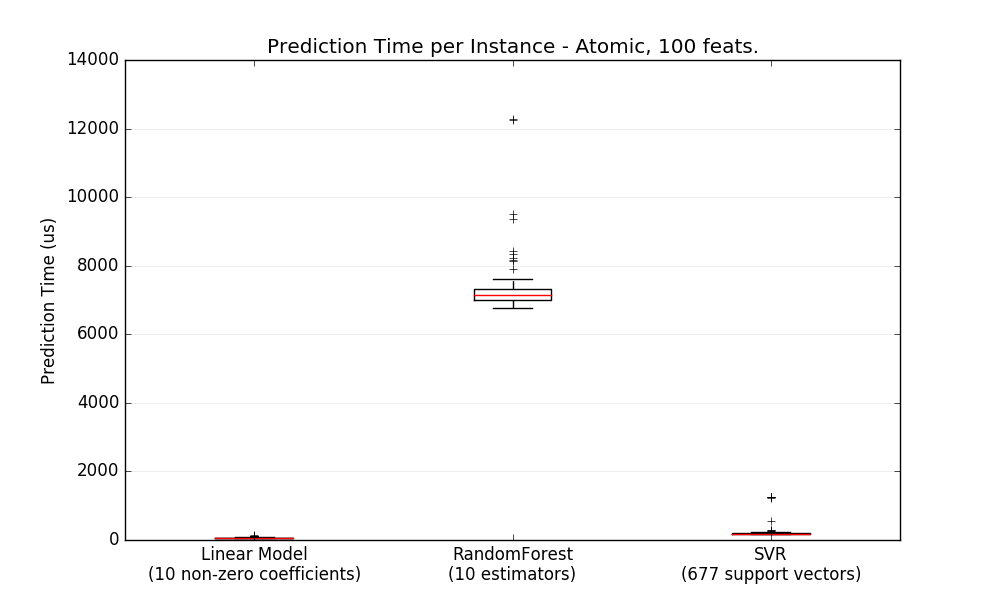 Prediction Time per Instance - Atomic, 100 feats.
14000
12000
10000
8000
6000
4000
2000
0
Prediction Time (us)
Linear Model
(10 non-zero coefficients)
RandomForest
(10 estimators)
SVR
(677 support vectors)